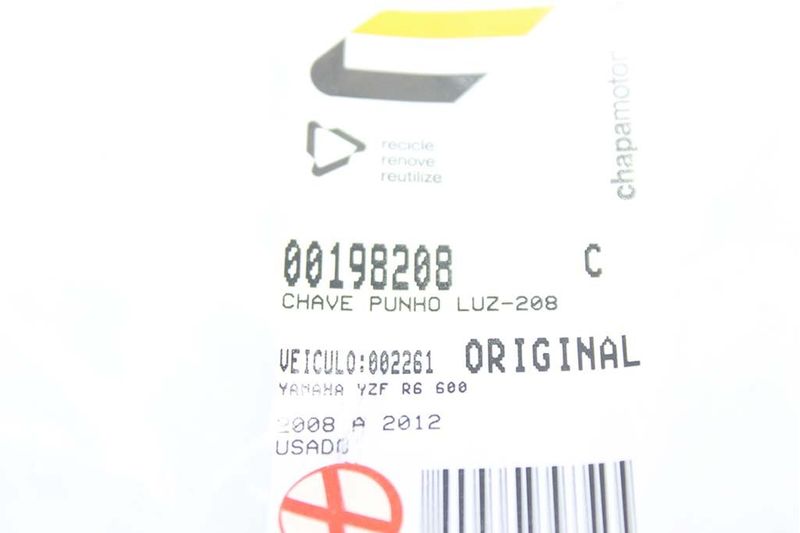 chapamotor
recicle
renove
reutilize
00198208 C
CHAVE PUNHO LUZ-208
VEICULO:002261 ORIGINAL
YAMAHA YZF R6 600
2008 A 2012
USADO